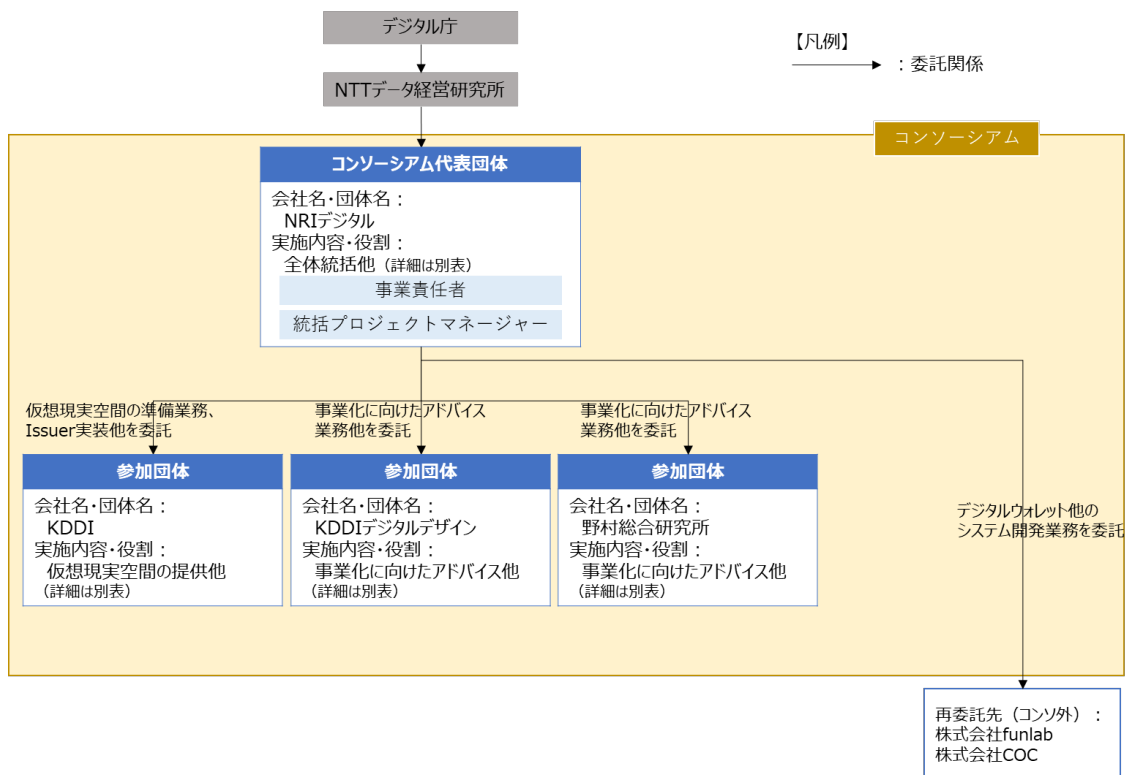 デジタル庁
【凡例】
：委託関係
NTTデータ経営研究所
コンソーシアム
コンソーシアム代表団体
会社名・団体名：
NRIデジタル
実施内容・役割：
全体統括他（詳細は別表）
事業責任者
統括プロジェクトマネージャー
仮想現実空間の準備業務、
Issuer実装他を委託
事業化に向けたアドバイス
業務他を委託
事業化に向けたアドバイス
業務他を委託
参加団体
会社名・団体名：
KDDI
実施内容・役割：
仮想現実空間の提供他
（詳細は別表）
参加団体
会社名・団体名：
KDDIデジタルデザイン
実施内容・役割：
事業化に向けたアドバイス他
（詳細は別表）
参加団体
会社名・団体名：
野村総合研究所
実施内容・役割：
事業化に向けたアドバイス他
（詳細は別表）
デジタルウォレット他の
システム開発業務を委託
再委託先（コンソ外）：
株式会社funlab
株式会社COC